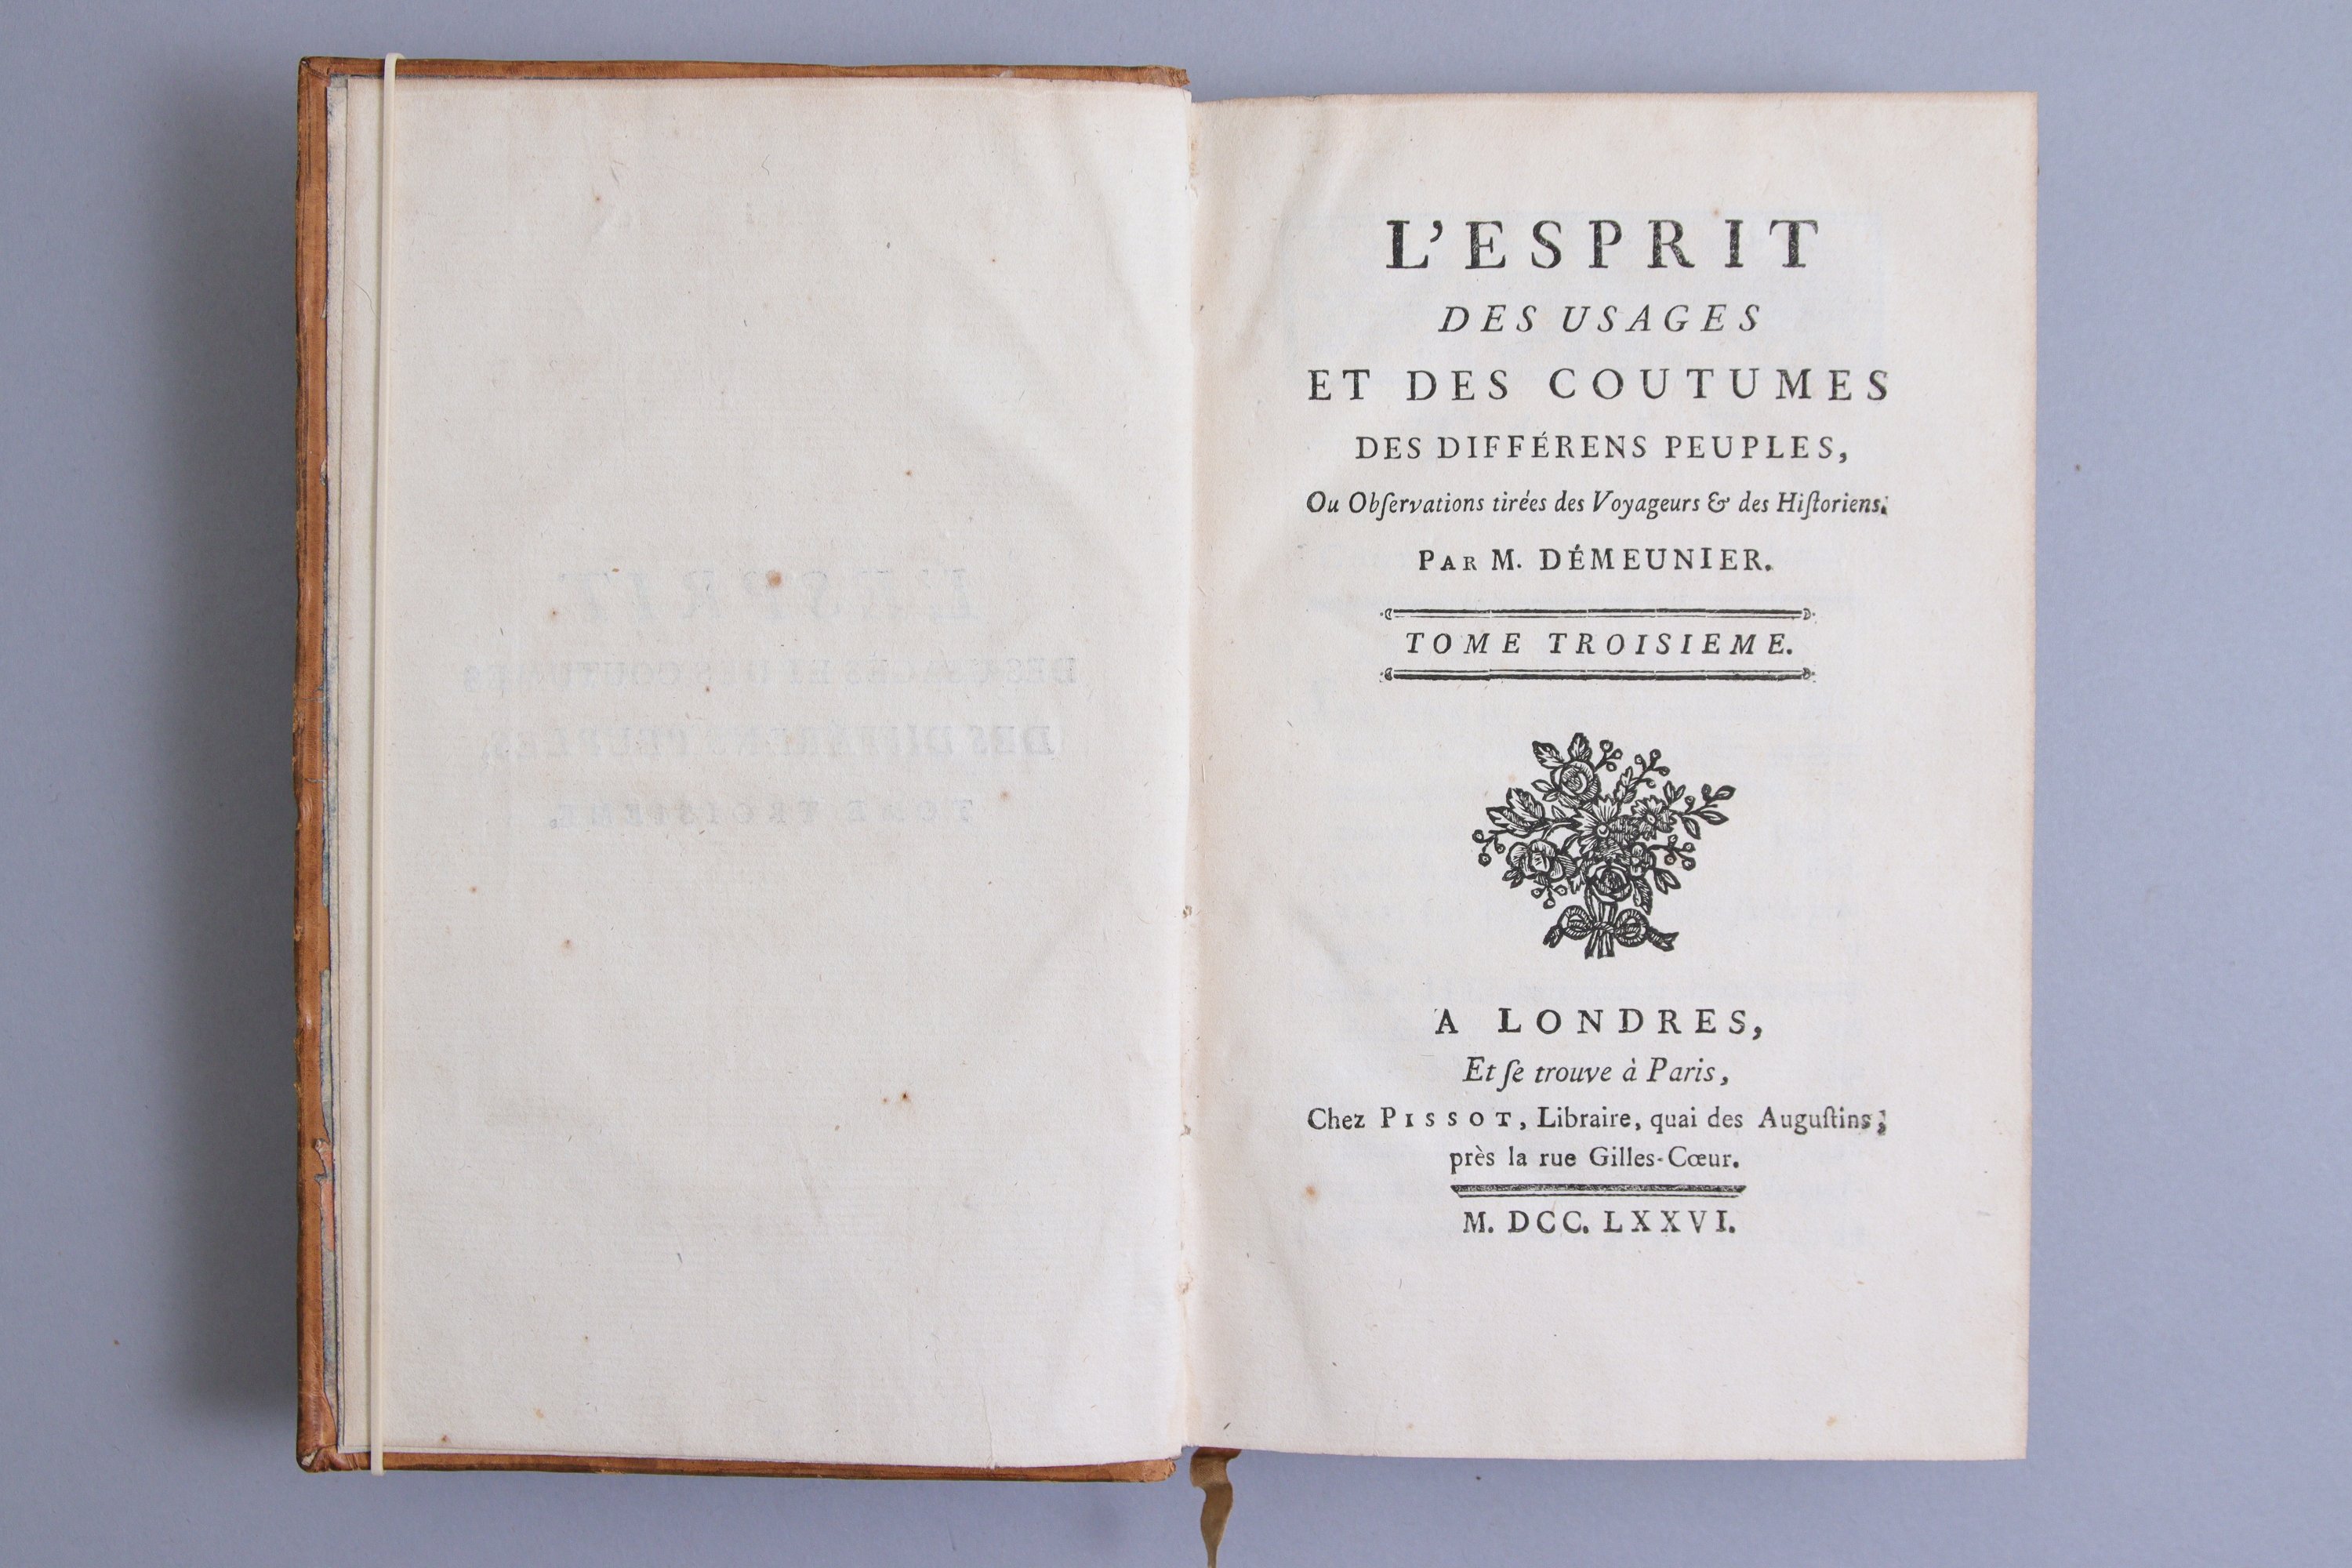 L'ESPRIT
DES USAGES
ET DES COUTUMES
DES DIFFÉRENS PEUPLES,
Ou Obſervations tirées des Voyageurs & des Hiſtoriens.
PAR M. DÉMEUNIER.
TOME TROISIEME.
A LONDRES,
Et ſe trouve à Paris,
Chez PISSOT, Libraire, quai des Auguſtins;
près la rue Gilles-Cœur.
M. DCC. LXXVI.